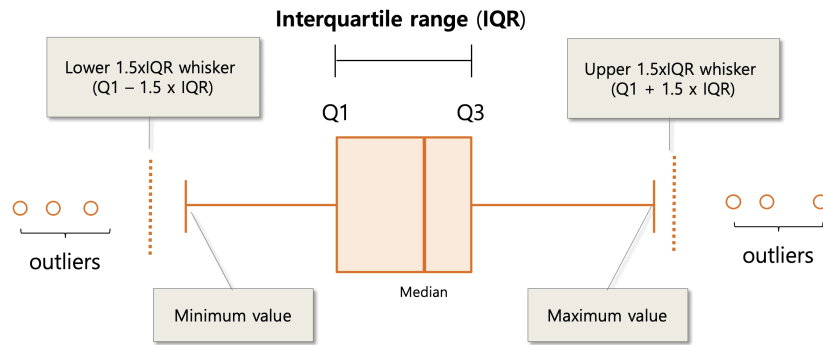 Interquartile range (IQR)
Lower 1.5xIQR whisker
(Q1 – 1.5 x IQR)
Upper 1.5xIQR whisker
(Q1 + 1.5 x IQR)
Q1
Q3
outliers
outliers
Median
Minimum value
Maximum value